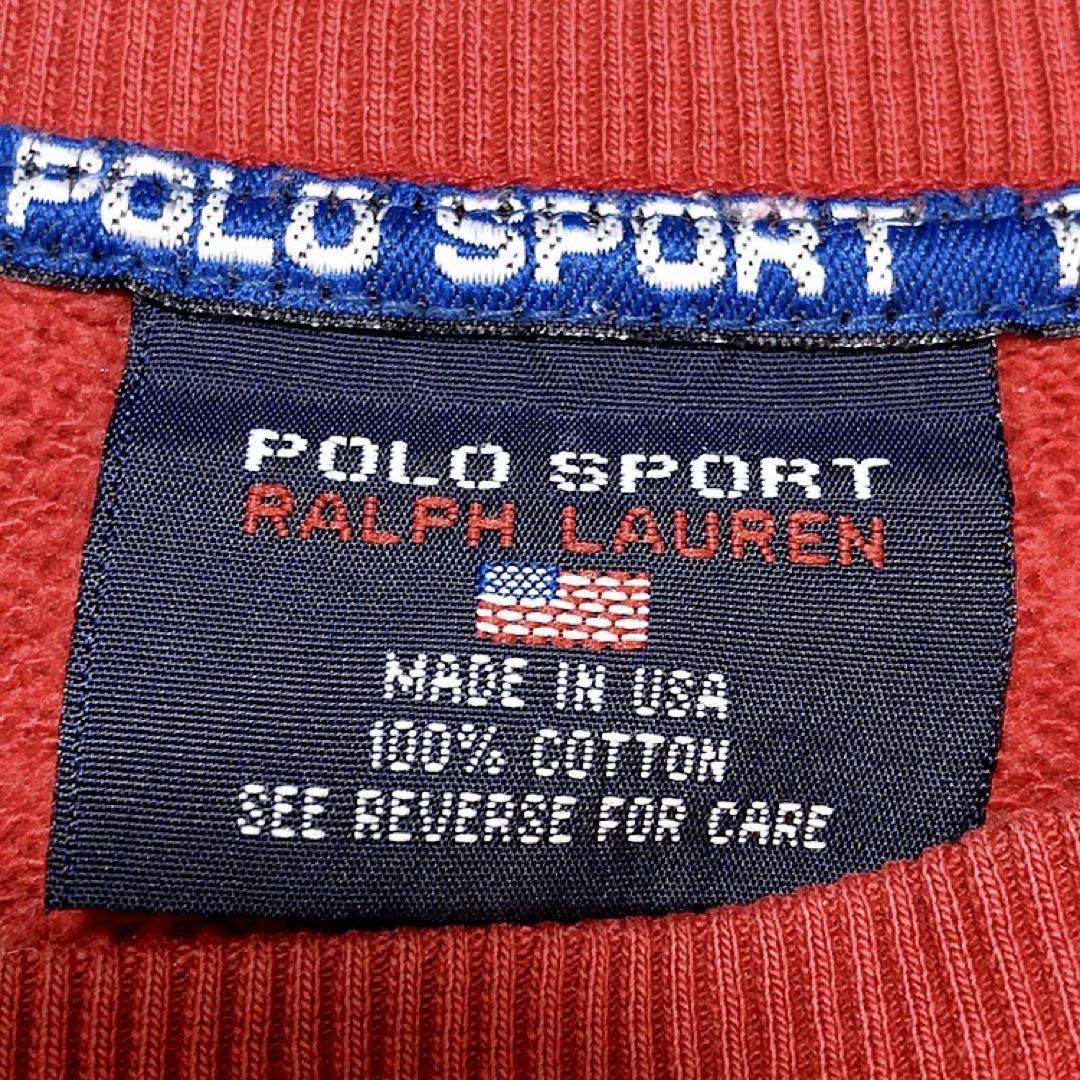 POLO SPORT
POLO SPORT
RALPH LAUREN
MADE IN USA
100% COTTON
SEE REVERSE FOR CARE